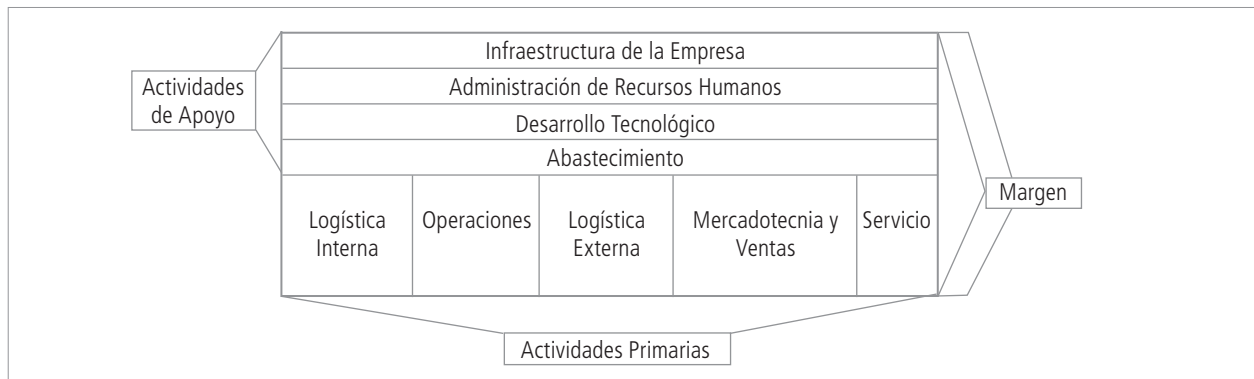 Infraestructura de la Empresa
Actividades
de Apoyo
Administración de Recursos Humanos
Desarrollo Tecnológico
Abastecimiento
Logística
Interna
Operaciones
Logística
Externa
Mercadotecnia y
Ventas
Servicio
Margen
Actividades Primarias